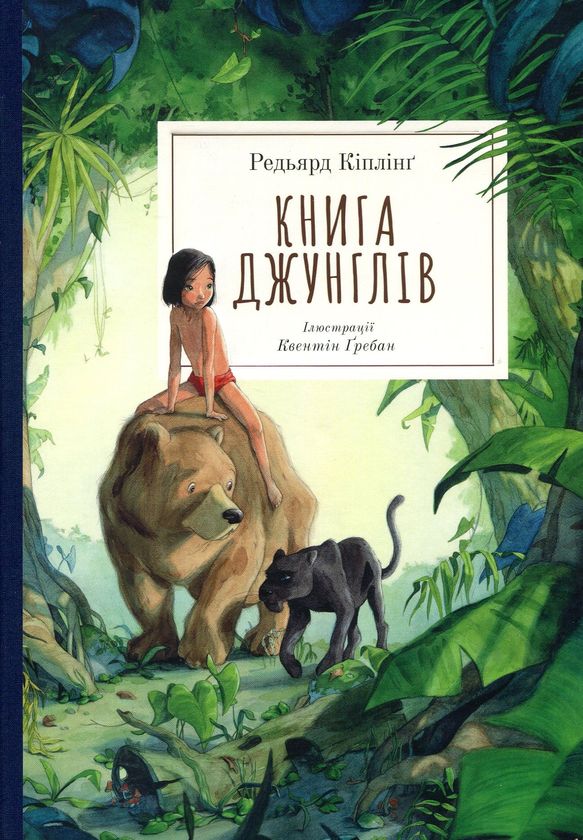 Редьярд Кіплінґ
КНИГА
ДЖУНГЛІВ
Ілюстрації
Квентін Ґребан